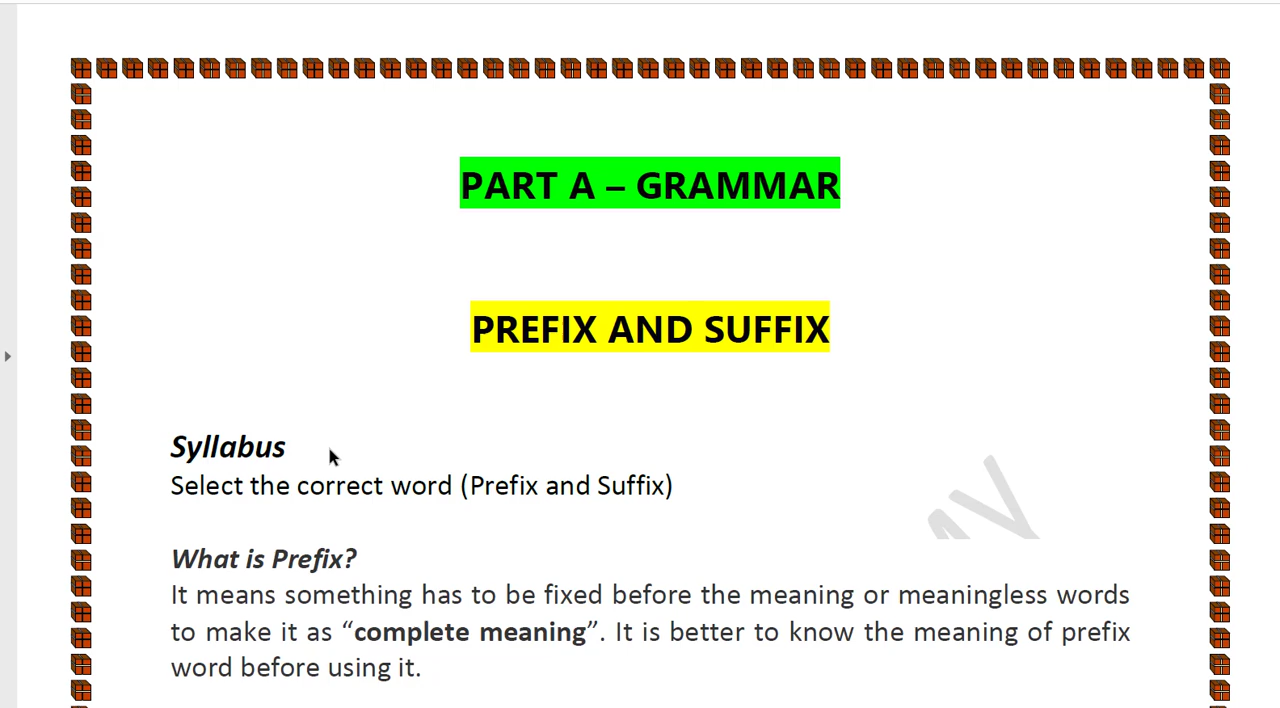 PART A – GRAMMAR
PREFIX AND SUFFIX
Syllabus
Select the correct word (Prefix and Suffix)
What is Prefix?
It means something has to be fixed before the meaning or meaningless words
to make it as “complete meaning”. It is better to know the meaning of prefix
word before using it.